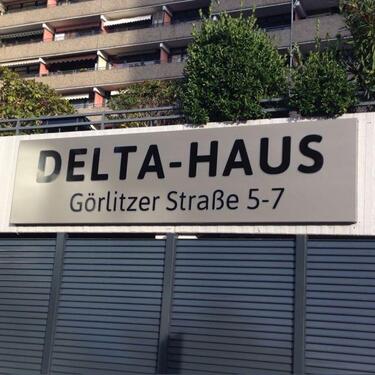 DELTA-HAUS
Görlitzer Straße 5-7